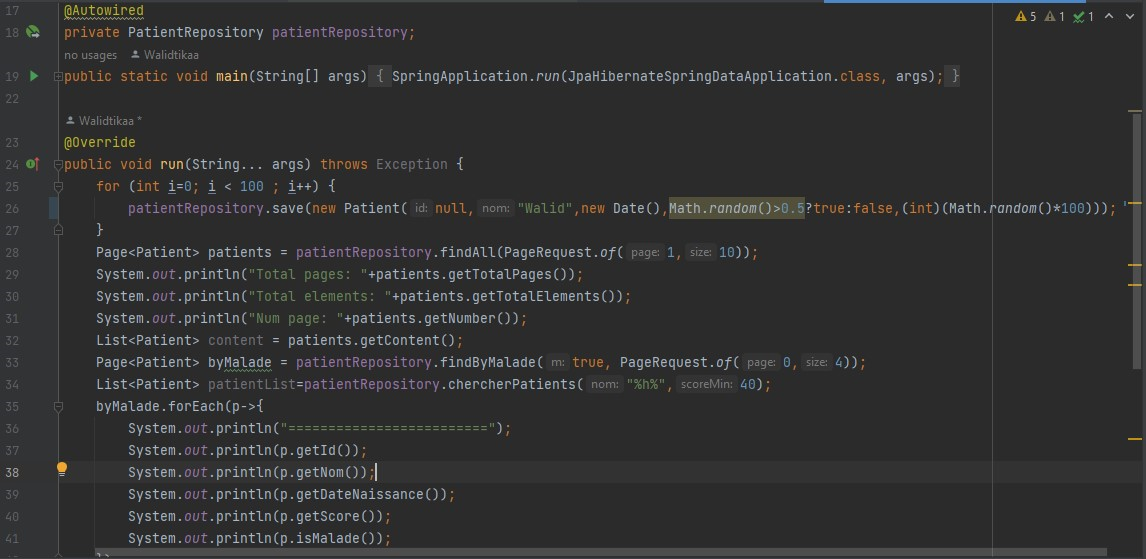 5 1 1
17 @Autowired
18 private PatientRepository patientRepository;
no usages Walidtikaa
19 public static void main(String[] args) { SpringApplication.run(JpaHibernateSpringDataApplication.class, args); }
22
Walidtikaa *
23 @Override
24 public void run(String... args) throws Exception {
25 for (int i=0; i < 100 ; i++) {
26 patientRepository.save(new Patient( id: null, nom: "Walid",new Date(),Math.random()>0.5?true:false,(int)(Math.random()*100)));
27 }
28 Page<Patient> patients = patientRepository.findAll(PageRequest.of( page: 1, size: 10));
29 System.out.println("Total pages: "+patients.getTotalPages());
30 System.out.println("Total elements: "+patients.getTotalElements());
31 System.out.println("Num page: "+patients.getNumber());
32 List<Patient> content = patients.getContent();
33 Page<Patient> byMalade = patientRepository.findByMalade( m: true, PageRequest.of( page: 0, size: 4));
34 List<Patient> patientList=patientRepository.chercherPatients( nom: "%h%", scoreMin: 40);
35 byMalade.forEach(p->{
36 System.out.println("=========================");
37 System.out.println(p.getId());
38 System.out.println(p.getNom());
39 System.out.println(p.getDateNaissance());
40 System.out.println(p.getScore());
41 System.out.println(p.isMalade());